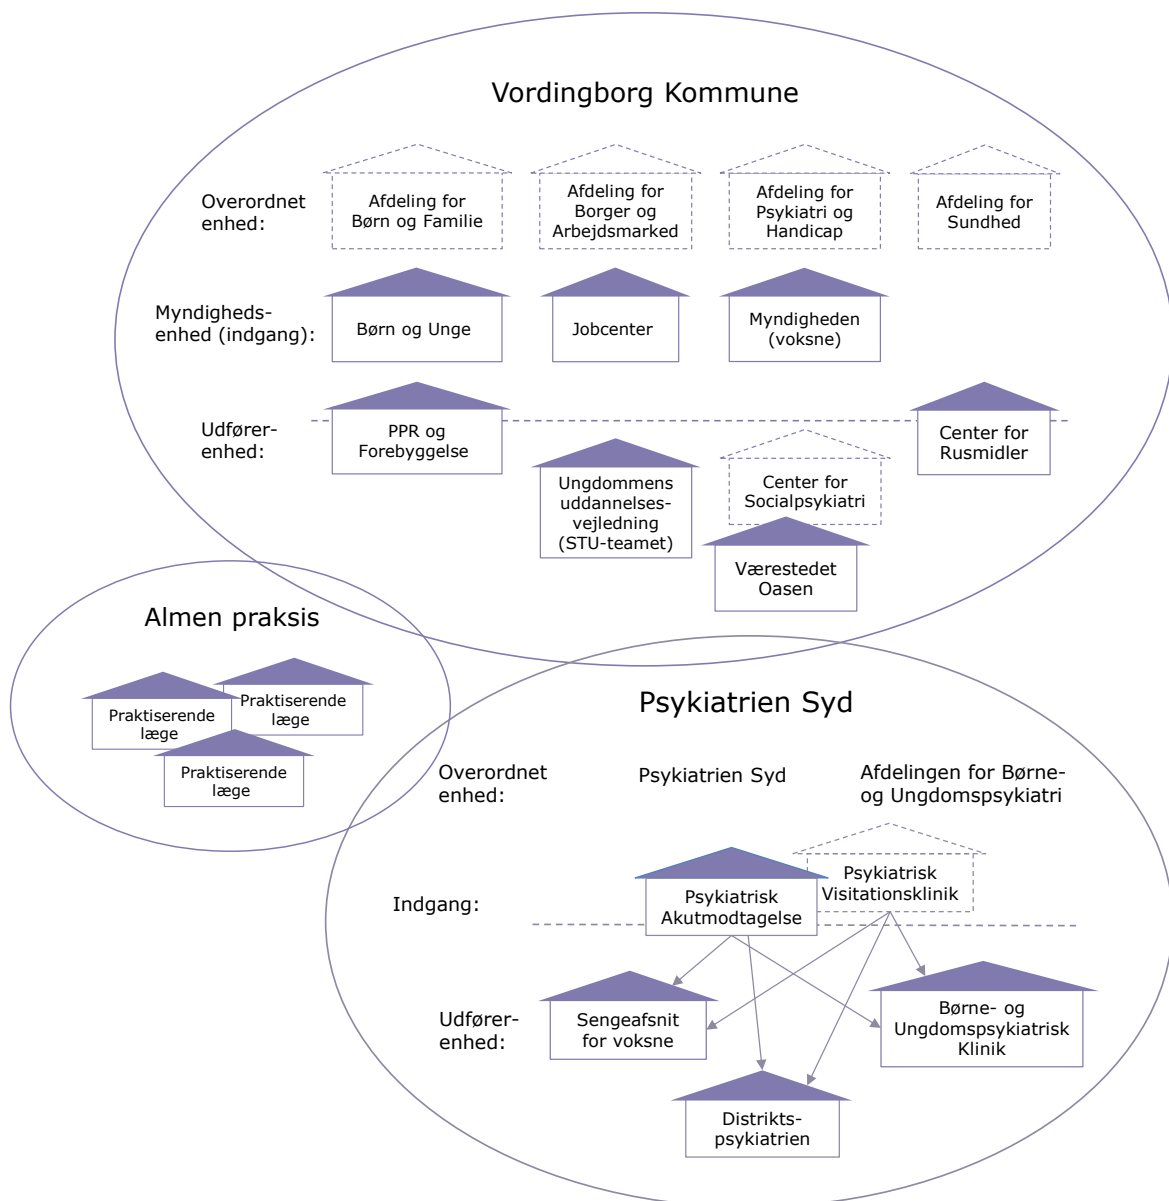 Vordingborg Kommune
Overordnet
enhed:
Afdeling for
Børn og Familie
Afdeling for
Borger og
Arbejdsmarked
Afdeling for
Psykiatri og
Handicap
Afdeling for
Sundhed
Myndigheds-
enhed (indgang):
Børn og Unge
Jobcenter
Myndigheden
(voksne)
Udfører-
enhed:
PPR og
Forebyggelse
Ungdommens
uddannelses-
vejledning
(STU-teamet)
Center for
Socialpsykiatri
Værestedet
Oasen
Center for
Rusmidler
Almen praksis
Praktiserende
læge
Praktiserende
læge
Praktiserende
læge
Psykiatrien Syd
Overordnet
enhed:
Psykiatrien Syd
Afdelingen for Børne-
og Ungdomspsykiatri
Indgang:
Psykiatrisk
Akutmodtagelse
Psykiatrisk
Visitationsklinik
Udfører-
enhed:
Sengeafsnit
for voksne
Distrikts-
psykiatrien
Børne- og
Ungdomspsykiatrisk
Klinik